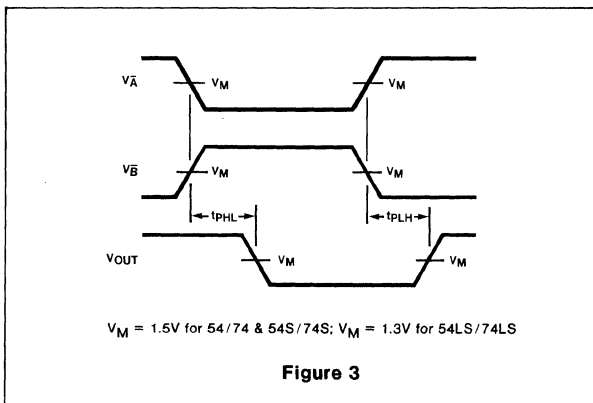 VĀ VM VM
VB̄ VM VM
tPHL tPLH
VOUT VM VM
VM = 1.5V for 54/74 & 54S/74S; VM = 1.3V for 54LS/74LS
Figure 3